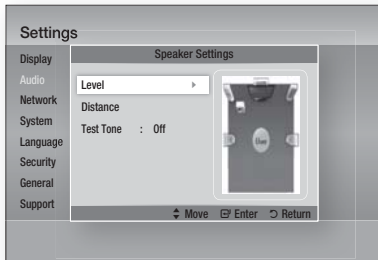 Settings
Display
Audio
Network
System
Language
Security
General
Support
Speaker Settings
Level
Distance
Test Tone : Off
User
Move Enter Return